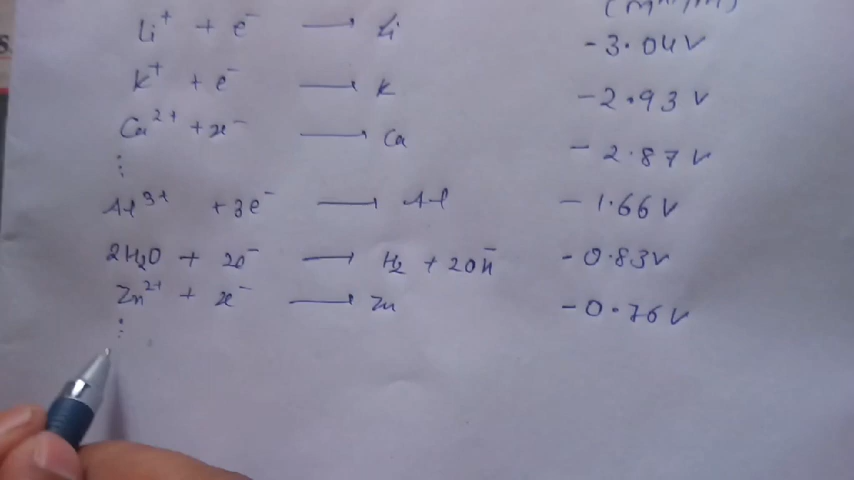 Li⁺ + e⁻ ⟶ Li -3.04V
K⁺ + e⁻ ⟶ K -2.93V
Ca²⁺ + 2e⁻ ⟶ Ca -2.87V
⋮
Al³⁺ + 3e⁻ ⟶ Al -1.66V
2H₂O + 2e⁻ ⟶ H₂ + 2OH⁻ -0.83V
Zn²⁺ + 2e⁻ ⟶ Zn -0.76V
⋮